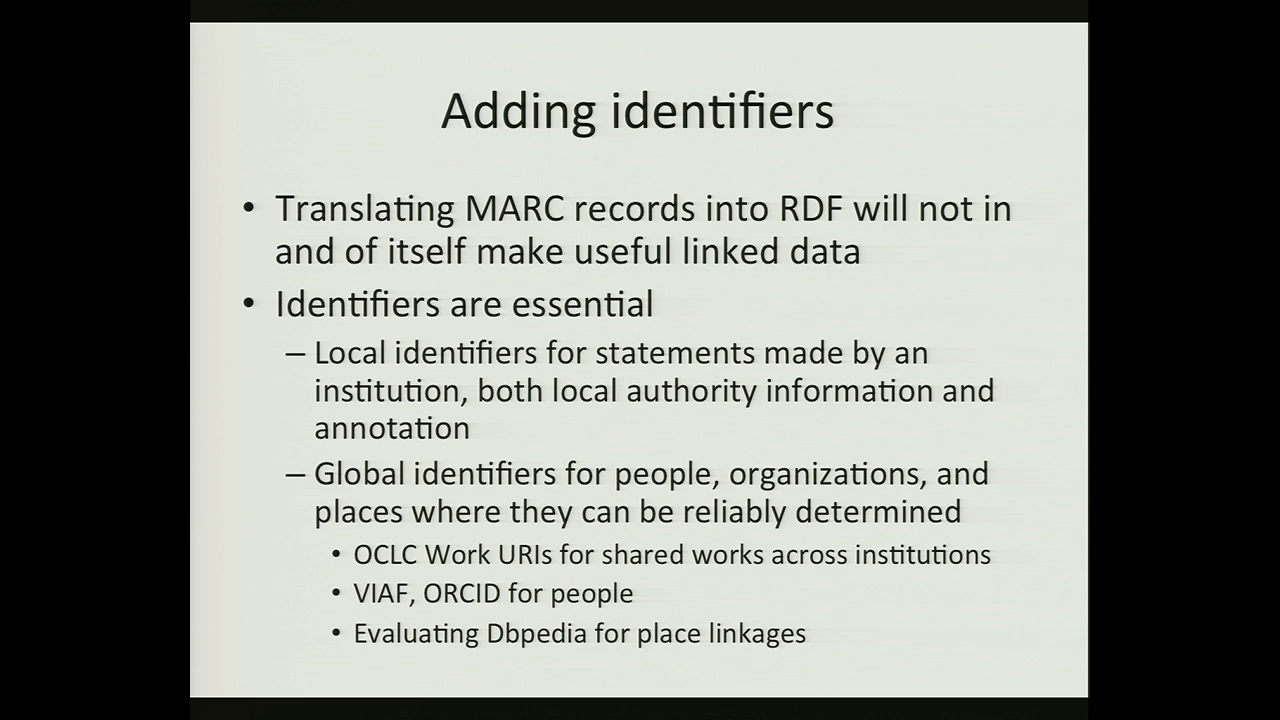 Adding identifiers
• Translating MARC records into RDF will not in
and of itself make useful linked data
• Identifiers are essential
– Local identifiers for statements made by an
institution, both local authority information and
annotation
– Global identifiers for people, organizations, and
places where they can be reliably determined
• OCLC Work URIs for shared works across institutions
• VIAF, ORCID for people
• Evaluating Dbpedia for place linkages